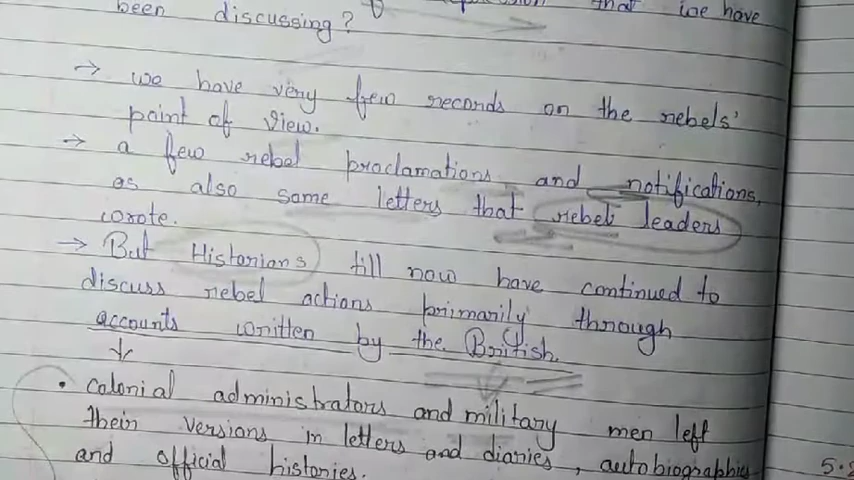 that we have
been discussing?
→ we have very few records on the rebels'
point of view.
→ a few rebel proclamations and notifications,
as also some letters that rebel leaders
wrote.
→ But Historians till now have continued to
discuss rebel actions primarily through
accounts written by the British.
• colonial administrators and military men left
their versions in letters and diaries, autobiographies
and official histories.